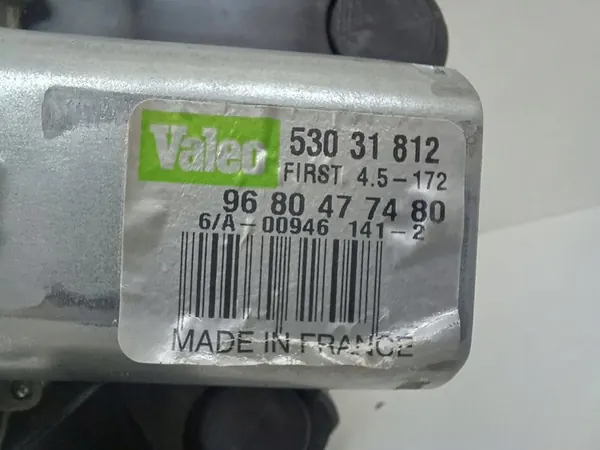 Valeo
530 31 812
FIRST 4.5-172
96 80 47 74 80
6/A-00946 141-2
MADE IN FRANCE